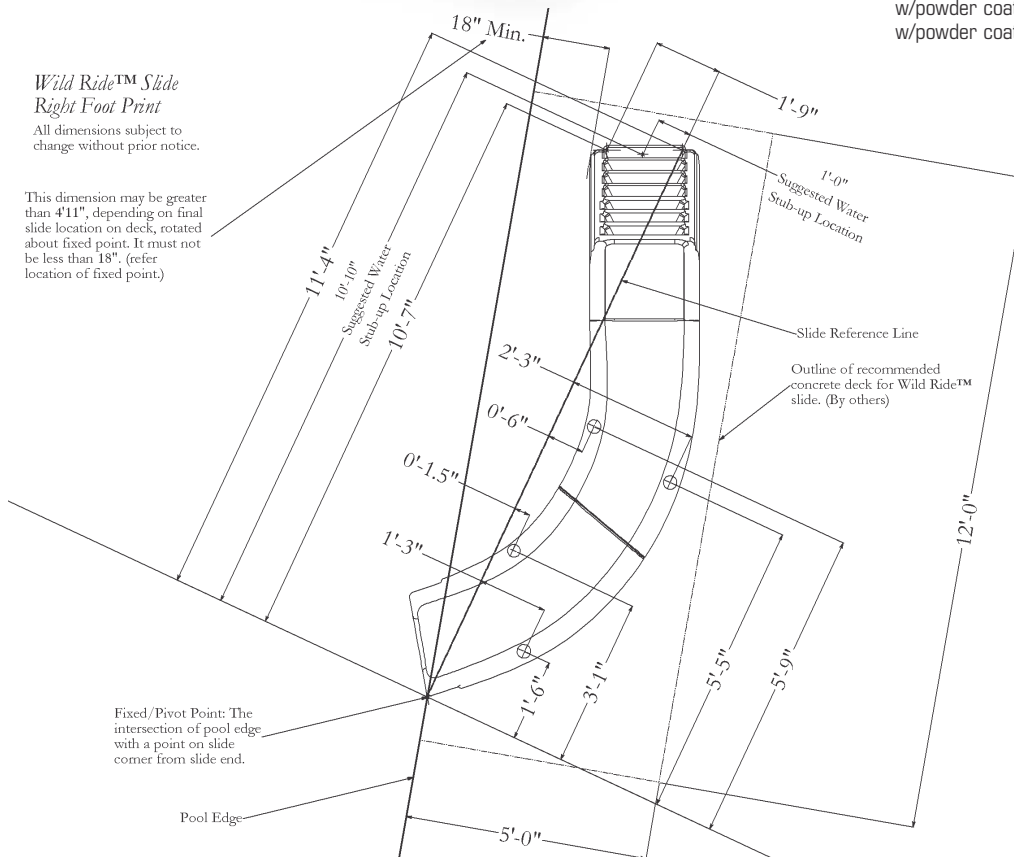 w/powder coa
w/powder coa
18" Min.
Wild Ride™ Slide
Right Foot Print
All dimensions subject to
change without prior notice.
1'-9"
This dimension may be greater
than 4'11", depending on final
slide location on deck, rotated
about fixed point. It must not
be less than 18". (refer
location of fixed point.)
1'-0"
Suggested Water
Stub-up Location
11'-4"
10'-10"
Suggested Water
Stub-up Location
10'-7"
Slide Reference Line
2'-3"
Outline of recommended
concrete deck for Wild Ride™
slide. (By others)
0'-6"
0'-1.5"
12'-0"
1'-3"
1'-6"
3'-1"
5'-5"
5'-9"
Fixed/Pivot Point: The
intersection of pool edge
with a point on slide
corner from slide end.
Pool Edge
5'-0"